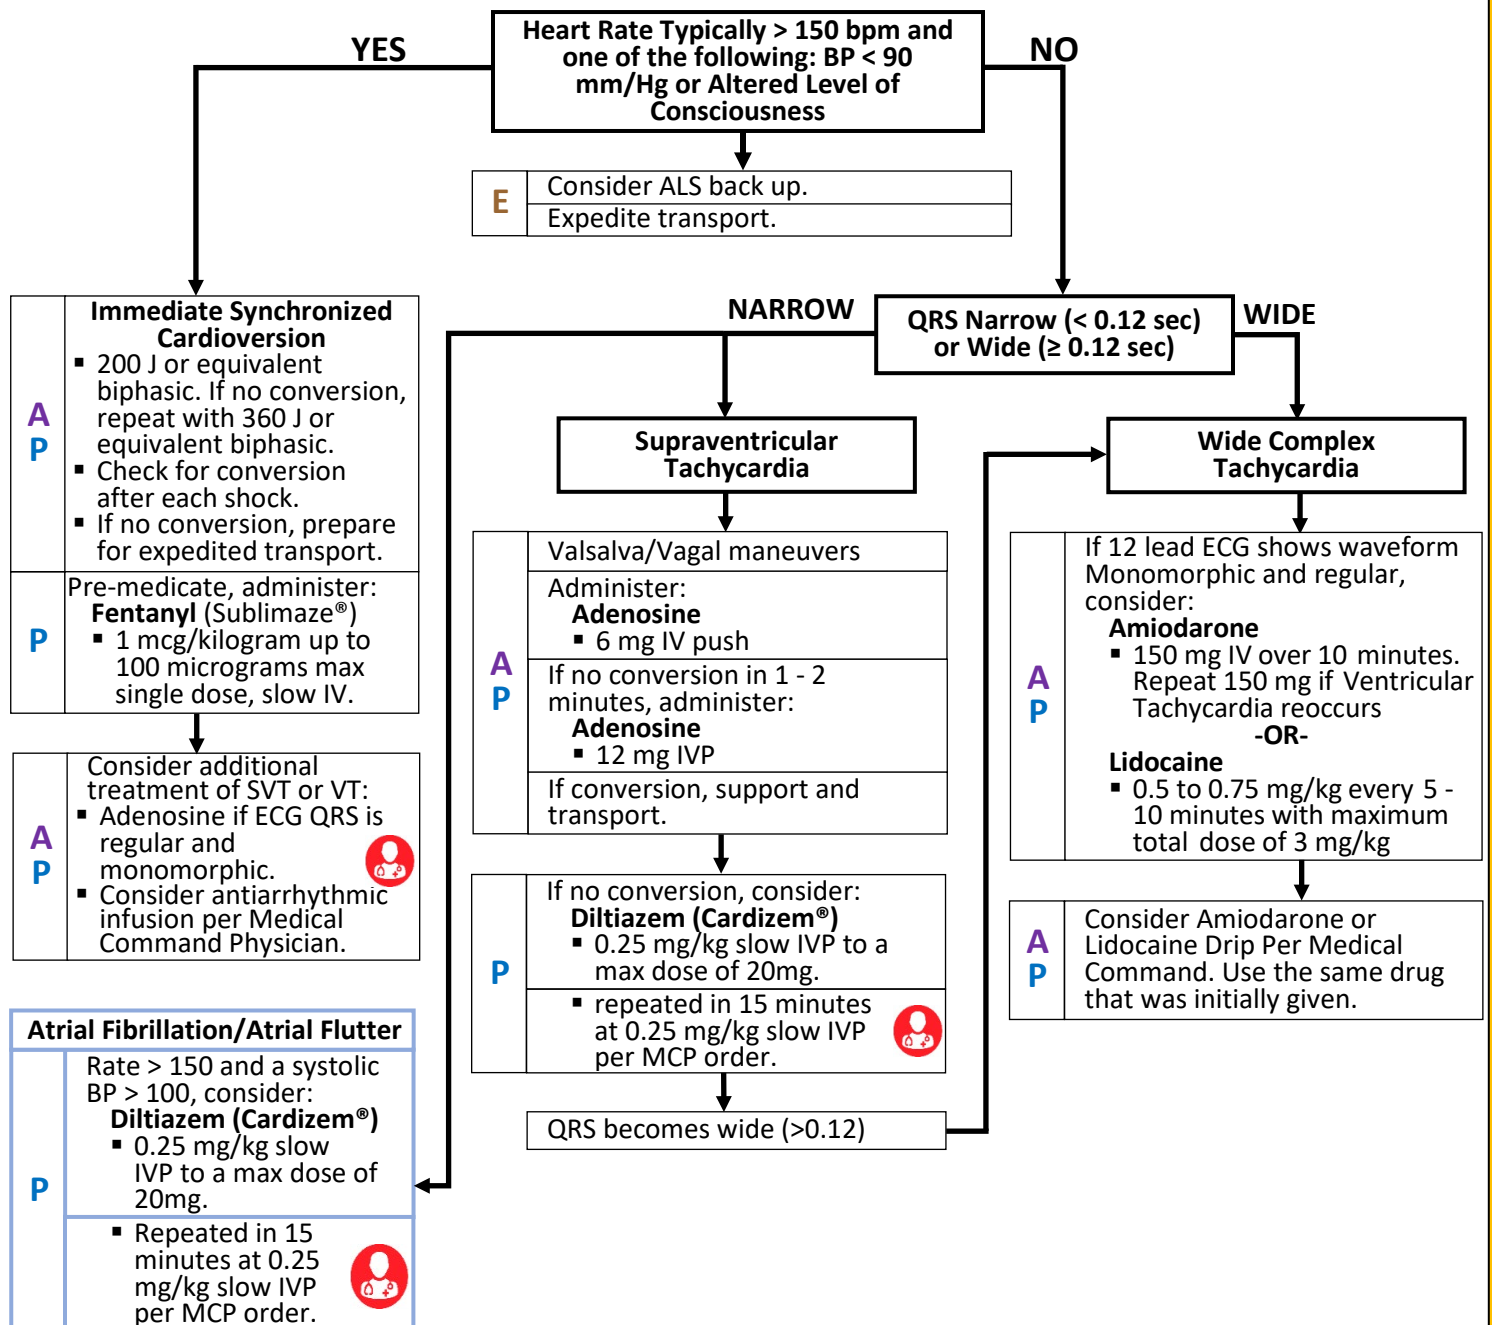 Heart Rate Typically > 150 bpm and
one of the following: BP < 90
mm/Hg or Altered Level of
Consciousness
YES
NO
E
Consider ALS back up.
Expedite transport.
A
P
Immediate Synchronized
Cardioversion
▪ 200 J or equivalent
biphasic. If no conversion,
repeat with 360 J or
equivalent biphasic.
▪ Check for conversion
after each shock.
▪ If no conversion, prepare
for expedited transport.
P
Pre-medicate, administer:
Fentanyl (Sublimaze®)
▪ 1 mcg/kilogram up to
100 micrograms max
single dose, slow IV.
A
P
Consider additional
treatment of SVT or VT:
▪ Adenosine if ECG QRS is
regular and
monomorphic.
▪ Consider antiarrhythmic
infusion per Medical
Command Physician.
Atrial Fibrillation/Atrial Flutter
P
Rate > 150 and a systolic
BP > 100, consider:
Diltiazem (Cardizem®)
▪ 0.25 mg/kg slow
IVP to a max dose of
20mg.
▪ Repeated in 15
minutes at 0.25
mg/kg slow IVP
per MCP order.
QRS Narrow (< 0.12 sec)
or Wide (≥ 0.12 sec)
NARROW
WIDE
Supraventricular
Tachycardia
A
P
Valsalva/Vagal maneuvers
Administer:
Adenosine
▪ 6 mg IV push
If no conversion in 1 - 2
minutes, administer:
Adenosine
▪ 12 mg IVP
If conversion, support and
transport.
P
If no conversion, consider:
Diltiazem (Cardizem®)
▪ 0.25 mg/kg slow IVP to a
max dose of 20mg.
▪ repeated in 15 minutes
at 0.25 mg/kg slow IVP
per MCP order.
QRS becomes wide (>0.12)
Wide Complex
Tachycardia
A
P
If 12 lead ECG shows waveform
Monomorphic and regular,
consider:
Amiodarone
▪ 150 mg IV over 10 minutes.
Repeat 150 mg if Ventricular
Tachycardia reoccurs
-OR-
Lidocaine
▪ 0.5 to 0.75 mg/kg every 5 -
10 minutes with maximum
total dose of 3 mg/kg
A
P
Consider Amiodarone or
Lidocaine Drip Per Medical
Command. Use the same drug
that was initially given.